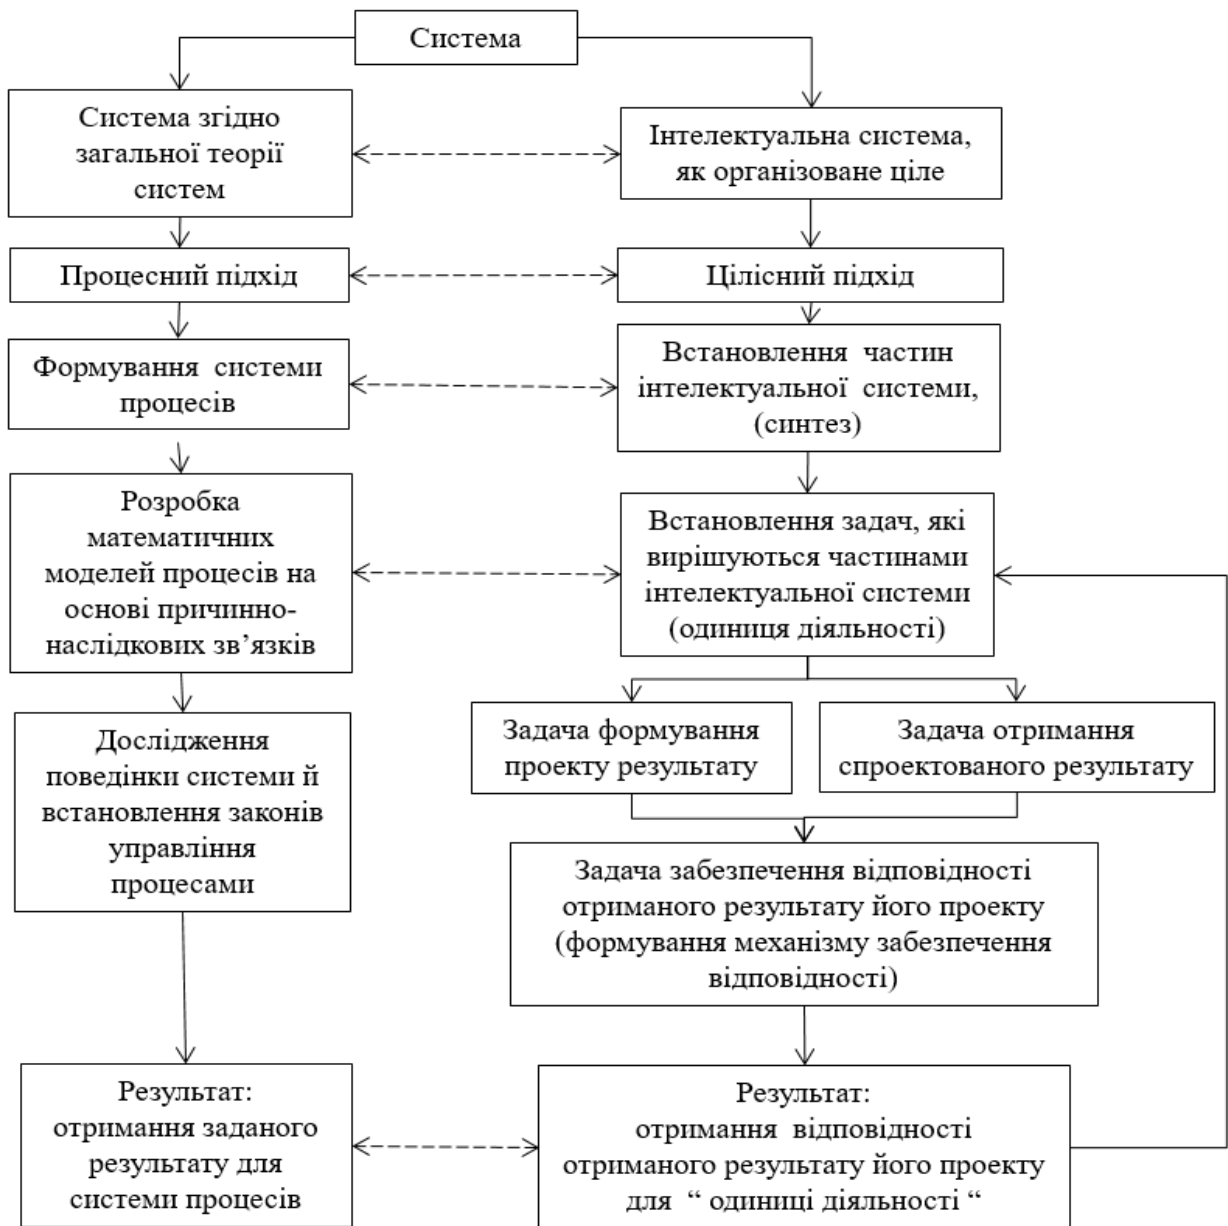 Система
Система згідно
загальної теорії
систем
Інтелектуальна система,
як організоване ціле
Процесний підхід
Цілісний підхід
Формування системи
процесів
Встановлення частин
інтелектуальної системи,
(синтез)
Розробка
математичних
моделей процесів на
основі причинно-
наслідкових зв’язків
Встановлення задач, які
вирішуються частинами
інтелектуальної системи
(одиниця діяльності)
Дослідження
поведінки системи й
встановлення законів
управління
процесами
Задача формування
проекту результату
Задача отримання
спроектованого результату
Задача забезпечення відповідності
отриманого результату його проекту
(формування механізму забезпечення
відповідності)
Результат:
отримання заданого
результату для
системи процесів
Результат:
отримання відповідності
отриманого результату його проекту
для “ одиниці діяльності “